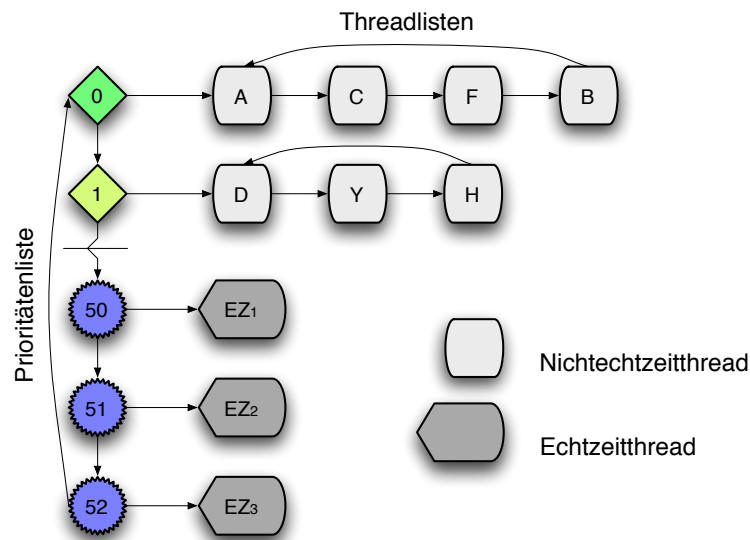 Threadlisten
0 A C F B
1 D Y H
Prioritätenliste
50 EZ1
51 EZ2
52 EZ3
Nichtechtzeitthread
Echtzeitthread